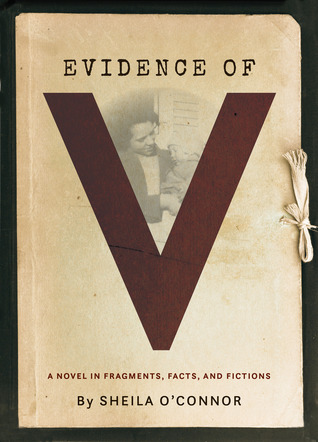 EVIDENCE OF
V
A NOVEL IN FRAGMENTS, FACTS, AND FICTIONS
By SHEILA O'CONNOR